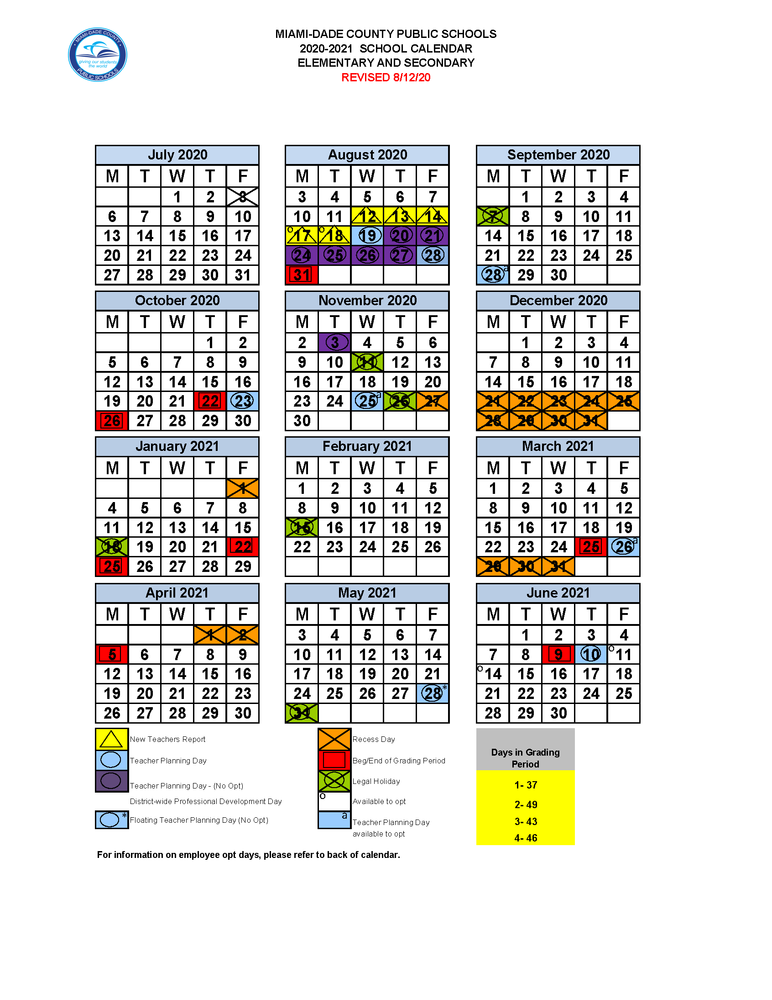 MIAMI-DADE COUNTY
giving our students
the world
PUBLIC SCHOOLS
MIAMI-DADE COUNTY PUBLIC SCHOOLS
2020-2021 SCHOOL CALENDAR
ELEMENTARY AND SECONDARY
REVISED 8/12/20
July 2020
M T W T F
1 2 3
6 7 8 9 10
13 14 15 16 17
20 21 22 23 24
27 28 29 30 31
August 2020
M T W T F
3 4 5 6 7
10 11 12 13 14
o 17 o 18 19 20 21
24 25 26 27 28
31
September 2020
M T W T F
1 2 3 4
7 8 9 10 11
14 15 16 17 18
21 22 23 24 25
28 a 29 30
October 2020
M T W T F
1 2
5 6 7 8 9
12 13 14 15 16
19 20 21 22 23
26 27 28 29 30
November 2020
M T W T F
2 3 4 5 6
9 10 11 12 13
16 17 18 19 20
23 24 25 a 26 27
30
December 2020
M T W T F
1 2 3 4
7 8 9 10 11
14 15 16 17 18
21 22 23 24 25
28 29 30 31
January 2021
M T W T F
1
4 5 6 7 8
11 12 13 14 15
18 19 20 21 22
25 26 27 28 29
February 2021
M T W T F
1 2 3 4 5
8 9 10 11 12
15 16 17 18 19
22 23 24 25 26
March 2021
M T W T F
1 2 3 4 5
8 9 10 11 12
15 16 17 18 19
22 23 24 25 26 a
29 30 31
April 2021
M T W T F
1 2
5 6 7 8 9
12 13 14 15 16
19 20 21 22 23
26 27 28 29 30
May 2021
M T W T F
3 4 5 6 7
10 11 12 13 14
17 18 19 20 21
24 25 26 27 28 *
31
June 2021
M T W T F
1 2 3 4
7 8 9 10 o 11
o 14 15 16 17 18
21 22 23 24 25
28 29 30
New Teachers Report
Teacher Planning Day
Teacher Planning Day - (No Opt)
District-wide Professional Development Day
* Floating Teacher Planning Day (No Opt)
Recess Day
Beg/End of Grading Period
Legal Holiday
o Available to opt
a Teacher Planning Day
available to opt
Days in Grading
Period
1- 37
2- 49
3- 43
4- 46
For information on employee opt days, please refer to back of calendar.